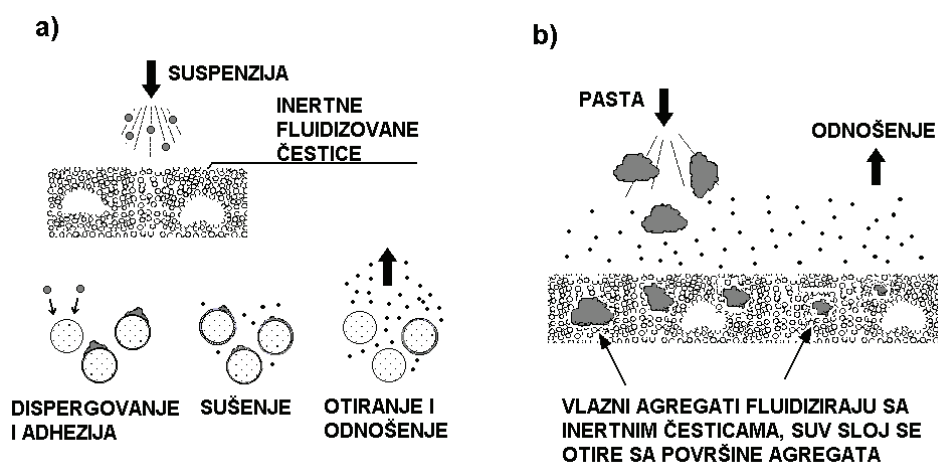 a)
SUSPENZIJA
INERTNE
FLUIDIZOVANE
ČESTICE
DISPERGOVANJE
I ADHEZIJA
SUŠENJE
OTIRANJE I
ODNOŠENJE
b)
PASTA
ODNOŠENJE
VLAZNI AGREGATI FLUIDIZIRAJU SA
INERTNIM ČESTICAMA, SUV SLOJ SE
OTIRE SA POVRŠINE AGREGATA